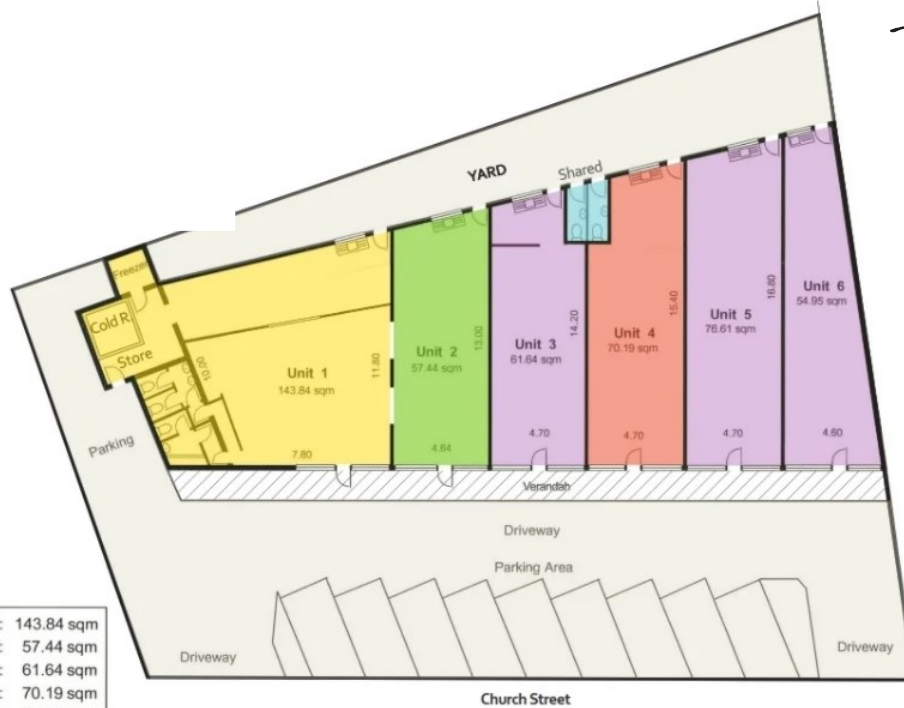 YARD
Shared
Freezer
Cold R.
Store
10.00
Unit 1
143.84 sqm
11.80
7.80
Unit 2
57.44 sqm
13.00
4.64
Unit 3
61.64 sqm
14.20
4.70
Unit 4
70.19 sqm
15.40
4.70
Unit 5
76.61 sqm
16.80
4.70
Unit 6
54.95 sqm
4.60
Parking
Verandah
Driveway
Parking Area
Driveway
Driveway
Church Street
: 143.84 sqm
: 57.44 sqm
: 61.64 sqm
: 70.19 sqm